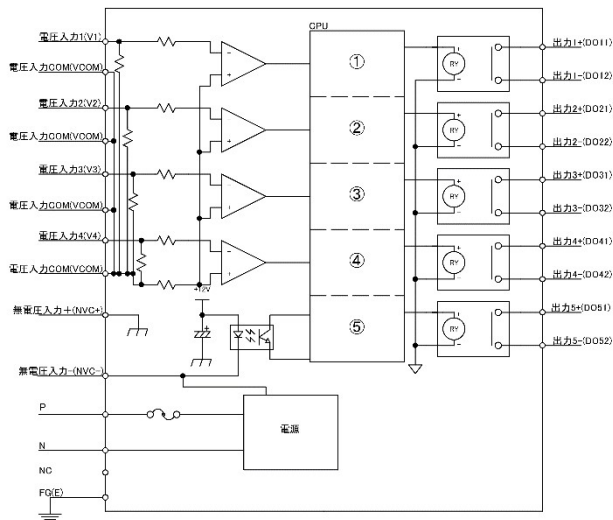 CPU
電圧入力1(V1)
電圧入力COM(VCOM)
電圧入力2(V2)
電圧入力COM(VCOM)
電圧入力3(V3)
電圧入力COM(VCOM)
電圧入力4(V4)
電圧入力COM(VCOM)
無電圧入力＋(NVC+)
無電圧入力-(NVC-)
P
N
NC
FG(E)
-
+
-
+
-
+
-
+
+12V
+
電源
①
②
③
④
⑤
+
RY
-
+
RY
-
+
RY
-
+
RY
-
+
RY
-
出力1+(DO11)
出力1-(DO12)
出力2+(DO21)
出力2-(DO22)
出力3+(DO31)
出力3-(DO32)
出力4+(DO41)
出力4-(DO42)
出力5+(DO51)
出力5-(DO52)